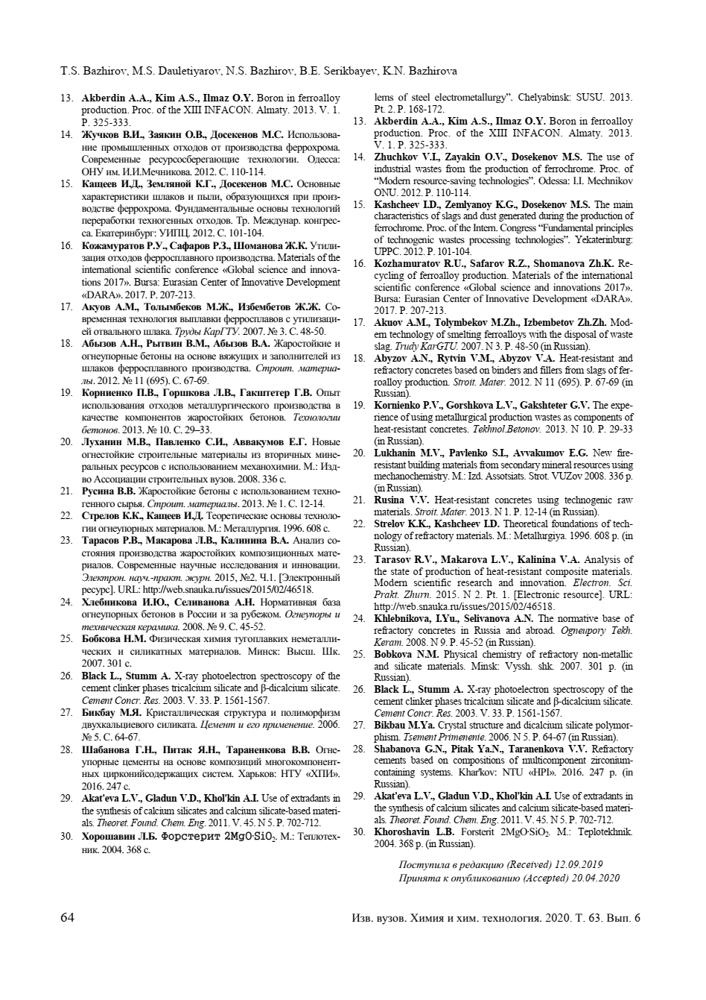 T.S. Bazhirov, M.S. Dauletiyarov, N.S. Bazhirov, B.E. Serikbayev, K.N. Bazhirova
13. Akberdin A.A., Kim A.S., Ilmaz O.Y. Boron in ferroalloy
production. Proc. of the XIII INFACON. Almaty. 2013. V. 1.
P. 325-333.
14. Жучков В.И., Заякин О.В., Досекенов М.С. Использова-
ние промышленных отходов от производства феррохрома.
Современные ресурсосберегающие технологии. Одесса:
ОНУ им. И.И.Мечникова. 2012. С. 110-114.
15. Кащеев И.Д., Земляной К.Г., Досекенов М.С. Основные
характеристики шлаков и пыли, образующихся при произ-
водстве феррохрома. Фундаментальные основы технологий
переработки техногенных отходов. Тр. Междунар. конгрес-
са. Екатеринбург: УИПЦ. 2012. С. 101-104.
16. Кожамуратов Р.У., Сафаров Р.З., Шоманова Ж.К. Утили-
зация отходов ферросплавного производства. Materials of the
international scientific conference «Global science and innova-
tions 2017». Bursa: Eurasian Center of Innovative Development
«DARA». 2017. P. 207-213.
17. Акуов А.М., Толымбеков М.Ж., Избембетов Ж.Ж. Со-
временная технология выплавки ферросплавов с утилизаци-
ей отвального шлака. Труды КарГТУ. 2007. № 3. С. 48-50.
18. Абызов А.Н., Рытвин В.М., Абызов В.А. Жаростойкие и
огнеупорные бетоны на основе вяжущих и заполнителей из
шлаков ферросплавного производства. Строит. материа-
лы. 2012. № 11 (695). С. 67-69.
19. Корниенко П.В., Горшкова Л.В., Гакштетер Г.В. Опыт
использования отходов металлургического производства в
качестве компонентов жаростойких бетонов. Технологии
бетонов. 2013. № 10. С. 29–33.
20. Луханин М.В., Павленко С.И., Аввакумов Е.Г. Новые
огнестойкие строительные материалы из вторичных мине-
ральных ресурсов с использованием механохимии. М.: Изд-
во Ассоциации строительных вузов. 2008. 336 с.
21. Русина В.В. Жаростойкие бетоны с использованием техно-
генного сырья. Строит. материалы. 2013. № 1. С. 12-14.
22. Стрелов К.К., Кащеев И.Д. Теоретические основы техноло-
гии огнеупорных материалов. М.: Металлургия. 1996. 608 с.
23. Тарасов Р.В., Макарова Л.В., Калинина В.А. Анализ со-
стояния производства жаростойких композиционных мате-
риалов. Современные научные исследования и инновации.
Электрон. науч.-практ. журн. 2015, №2. Ч.1. [Электронный
ресурс]. URL: http://web.snauka.ru/issues/2015/02/46518.
24. Хлебникова И.Ю., Селиванова А.Н. Нормативная база
огнеупорных бетонов в России и за рубежом. Огнеупоры и
техническая керамика. 2008. № 9. С. 45-52.
25. Бобкова Н.М. Физическая химия тугоплавких неметалли-
ческих и силикатных материалов. Минск: Высш. Шк.
2007. 301 с.
26. Black L., Stumm A. X-ray photoelectron spectroscopy of the
cement clinker phases tricalcium silicate and β-dicalcium silicate.
Cement Concr. Res. 2003. V. 33. P. 1561-1567.
27. Бикбау М.Я. Кристаллическая структура и полиморфизм
двухкальциевого силиката. Цемент и его применение. 2006.
№ 5. С. 64-67.
28. Шабанова Г.Н., Питак Я.Н., Тараненкова В.В. Огне-
упорные цементы на основе композиций многокомпонент-
ных цирконийсодержащих систем. Харьков: НТУ «ХПИ».
2016. 247 с.
29. Akat'eva L.V., Gladun V.D., Khol'kin A.I. Use of extradants in
the synthesis of calcium silicates and calcium silicate-based materi-
als. Theoret. Found. Chem. Eng. 2011. V. 45. N 5. P. 702-712.
30. Хорошавин Л.Б. Форстерит 2MgO·SiO₂. М.: Теплотех-
ник. 2004. 368 с.
lems of steel electrometallurgy”. Chelyabinsk: SUSU. 2013.
Pt. 2. P. 168-172.
13. Akberdin A.A., Kim A.S., Ilmaz O.Y. Boron in ferroalloy
production. Proc. of the XIII INFACON. Almaty. 2013.
V. 1. P. 325-333.
14. Zhuchkov V.I., Zayakin O.V., Dosekenov M.S. The use of
industrial wastes from the production of ferrochrome. Proc. of
“Modern resource-saving technologies”. Odessa: I.I. Mechnikov
ONU. 2012. P. 110-114.
15. Kashcheev I.D., Zemlyanoy K.G., Dosekenov M.S. The main
characteristics of slags and dust generated during the production of
ferrochrome. Proc. of the Intern. Congress “Fundamental principles
of technogenic wastes processing technologies”. Yekaterinburg:
UPPC. 2012. P. 101-104.
16. Kozhamuratov R.U., Safarov R.Z., Shomanova Zh.K. Re-
cycling of ferroalloy production. Materials of the international
scientific conference «Global science and innovations 2017».
Bursa: Eurasian Center of Innovative Development «DARA».
2017. P. 207-213.
17. Akuov A.M., Tolymbekov M.Zh., Izbembetov Zh.Zh. Mod-
ern technology of smelting ferroalloys with the disposal of waste
slag. Trudy KarGTU. 2007. N 3. P. 48-50 (in Russian).
18. Abyzov A.N., Rytvin V.M., Abyzov V.A. Heat-resistant and
refractory concretes based on binders and fillers from slags of fer-
roalloy production. Stroit. Mater. 2012. N 11 (695). P. 67-69 (in
Russian).
19. Kornienko P.V., Gorshkova L.V., Gakshteter G.V. The expe-
rience of using metallurgical production wastes as components of
heat-resistant concretes. Tekhnol.Betonov. 2013. N 10. P. 29-33
(in Russian).
20. Lukhanin M.V., Pavlenko S.I., Avvakumov E.G. New fire-
resistant building materials from secondary mineral resources using
mechanochemistry. M.: Izd. Assotsiats. Strot. VUZov 2008. 336 p.
(in Russian).
21. Rusina V.V. Heat-resistant concretes using technogenic raw
materials. Stroit. Mater. 2013. N 1. P. 12-14 (in Russian).
22. Strelov K.K., Kashcheev I.D. Theoretical foundations of tech-
nology of refractory materials. M.: Metallurgiya. 1996. 608 p. (in
Russian).
23. Tarasov R.V., Makarova L.V., Kalinina V.A. Analysis of
the state of production of heat-resistant composite materials.
Modern scientific research and innovation. Electron. Sci.
Prakt. Zhurn. 2015. N 2. Pt. 1. [Electronic resource]. URL:
http://web.snauka.ru/issues/2015/02/46518.
24. Khlebnikova, I.Yu., Selivanova A.N. The normative base of
refractory concretes in Russia and abroad. Ogneupory Tekh.
Keram. 2008. N 9. P. 45-52 (in Russian).
25. Bobkova N.M. Physical chemistry of refractory non-metallic
and silicate materials. Minsk: Vyssh. shk. 2007. 301 p. (in
Russian).
26. Black L., Stumm A. X-ray photoelectron spectroscopy of the
cement clinker phases tricalcium silicate and β-dicalcium silicate.
Cement Concr. Res. 2003. V. 33. P. 1561-1567.
27. Bikbau M.Ya. Crystal structure and dicalcium silicate polymor-
phism. Tsement Primenenie. 2006. N 5. P. 64-67 (in Russian).
28. Shabanova G.N., Pitak Ya.N., Taranenkova V.V. Refractory
cements based on compositions of multicomponent zirconium-
containing systems. Khar'kov: NTU «HPI». 2016. 247 p. (in
Russian).
29. Akat'eva L.V., Gladun V.D., Khol'kin A.I. Use of extradants in
the synthesis of calcium silicates and calcium silicate-based materi-
als. Theoret. Found. Chem. Eng. 2011. V. 45. N 5. P. 702-712.
30. Khoroshavin L.B. Forsterit 2MgO·SiO₂. M.: Teplotekhnik.
2004. 368 p. (in Russian).
Поступила в редакцию (Received) 12.09.2019
Принята к опубликованию (Accepted) 20.04.2020
64
Изв. вузов. Химия и хим. технология. 2020. Т. 63. Вып. 6